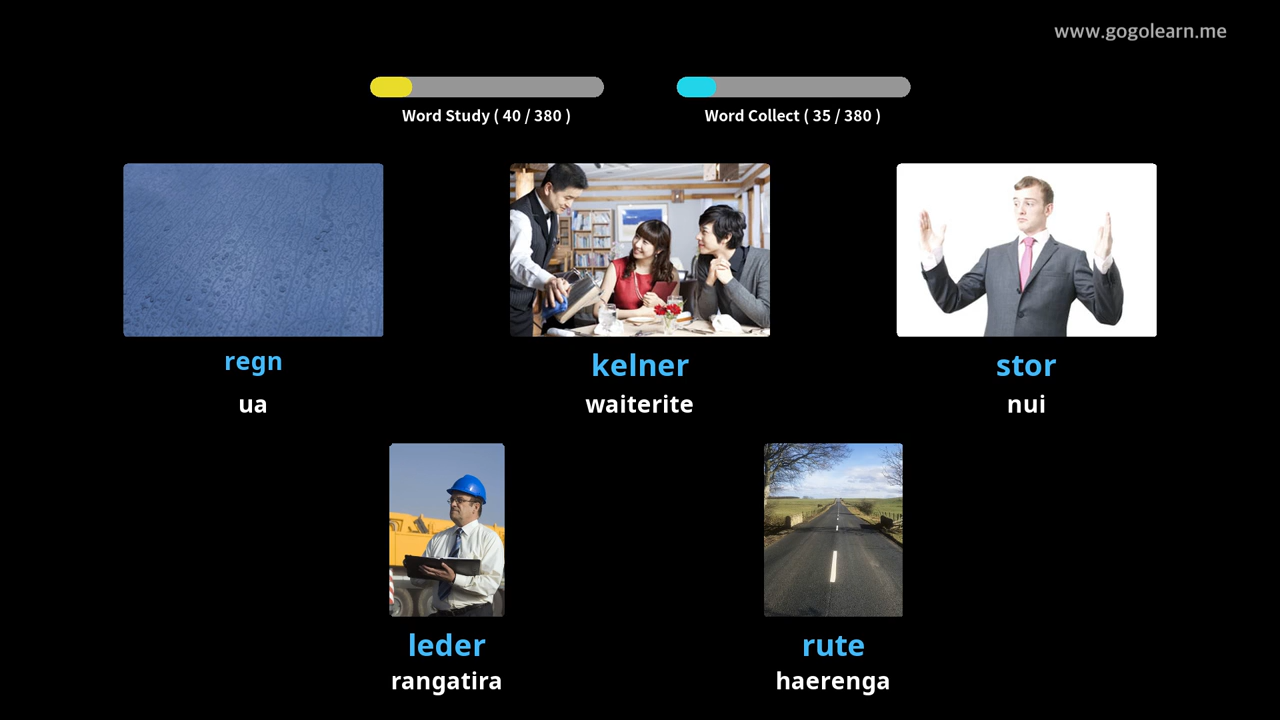 www.gogolearn.me
Word Study ( 40 / 380 )
Word Collect ( 35 / 380 )
regn
ua
kelner
waiterite
stor
nui
leder
rangatira
rute
haerenga